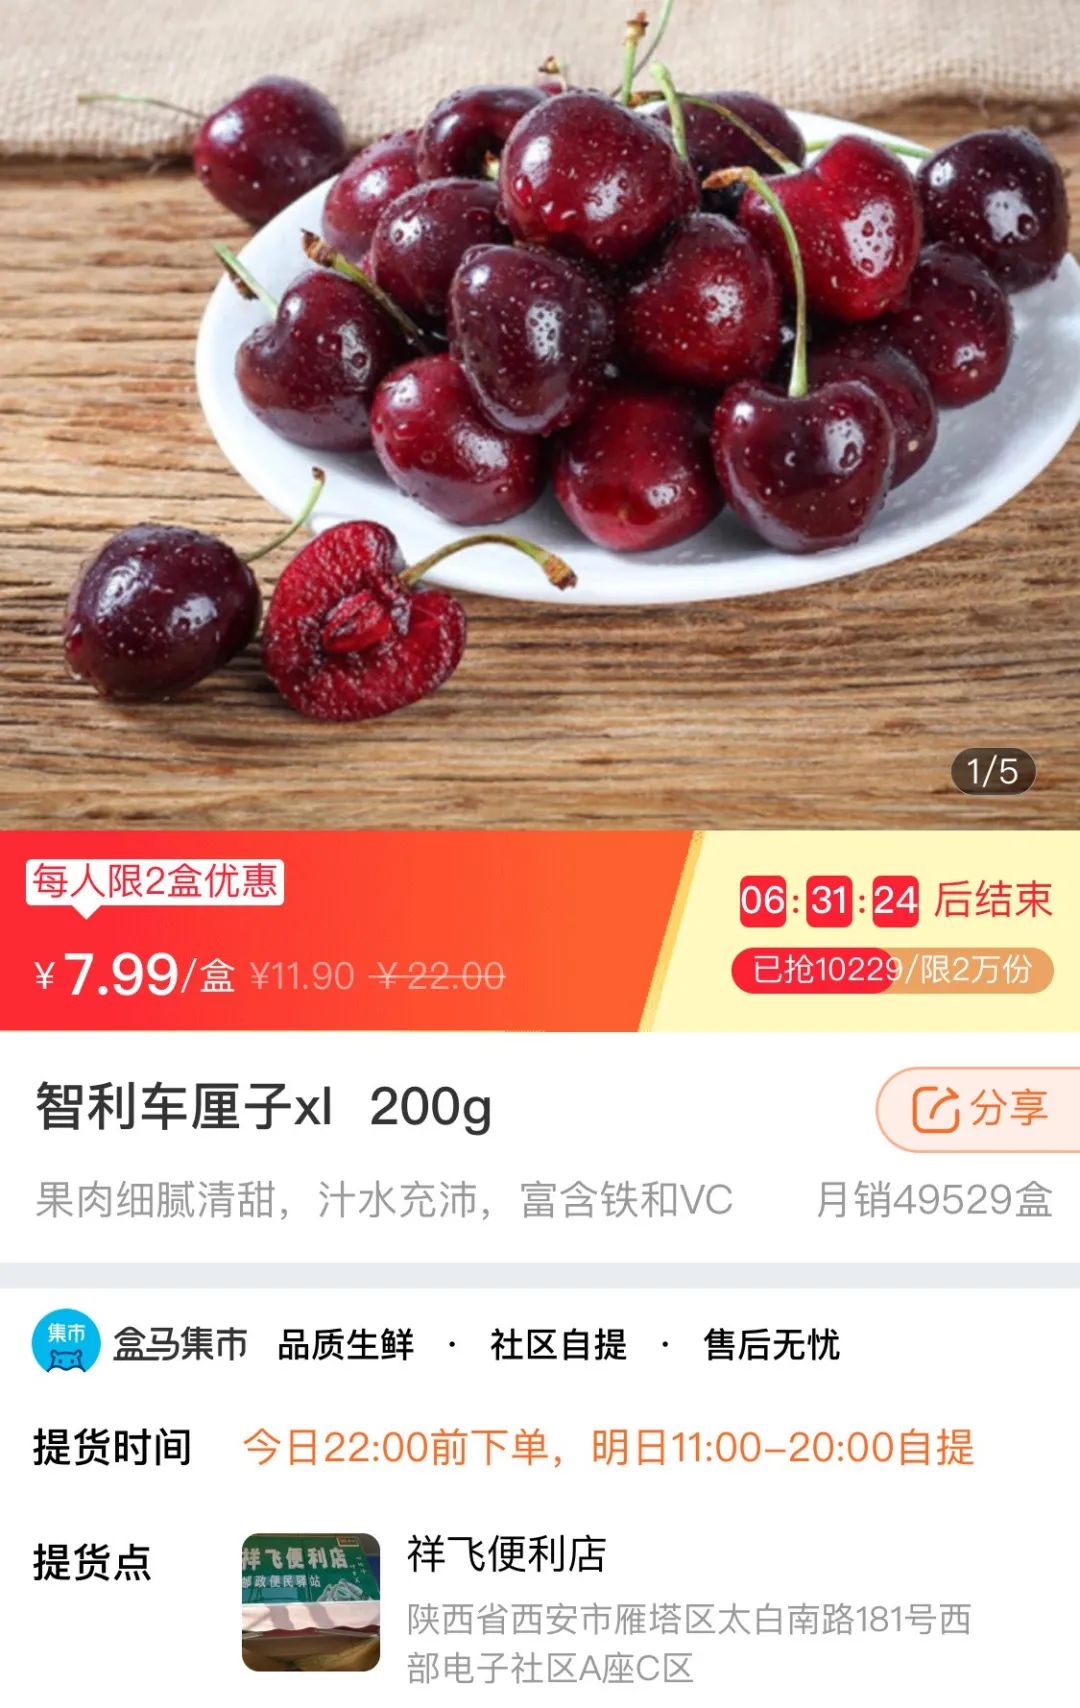 1/5
每人限2盒优惠
¥7.99/盒 ¥11.90 ¥22.00
06:31:24 后结束
已抢10229/限2万份
智利车厘子xl 200g
分享
果肉细腻清甜，汁水充沛，富含铁和VC 月销49529盒
集市
盒马集市 品质生鲜 · 社区自提 · 售后无忧
提货时间 今日22:00前下单，明日11:00-20:00自提
提货点
祥飞便利店
邮政便民驿站
祥飞便利店
陕西省西安市雁塔区太白南路181号西
部电子社区A座C区